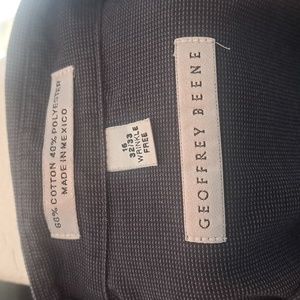 GEOFFREY BEENE
16
32/33
WRINKLE
FREE
60% COTTON 40% POLYESTER
MADE IN MEXICO